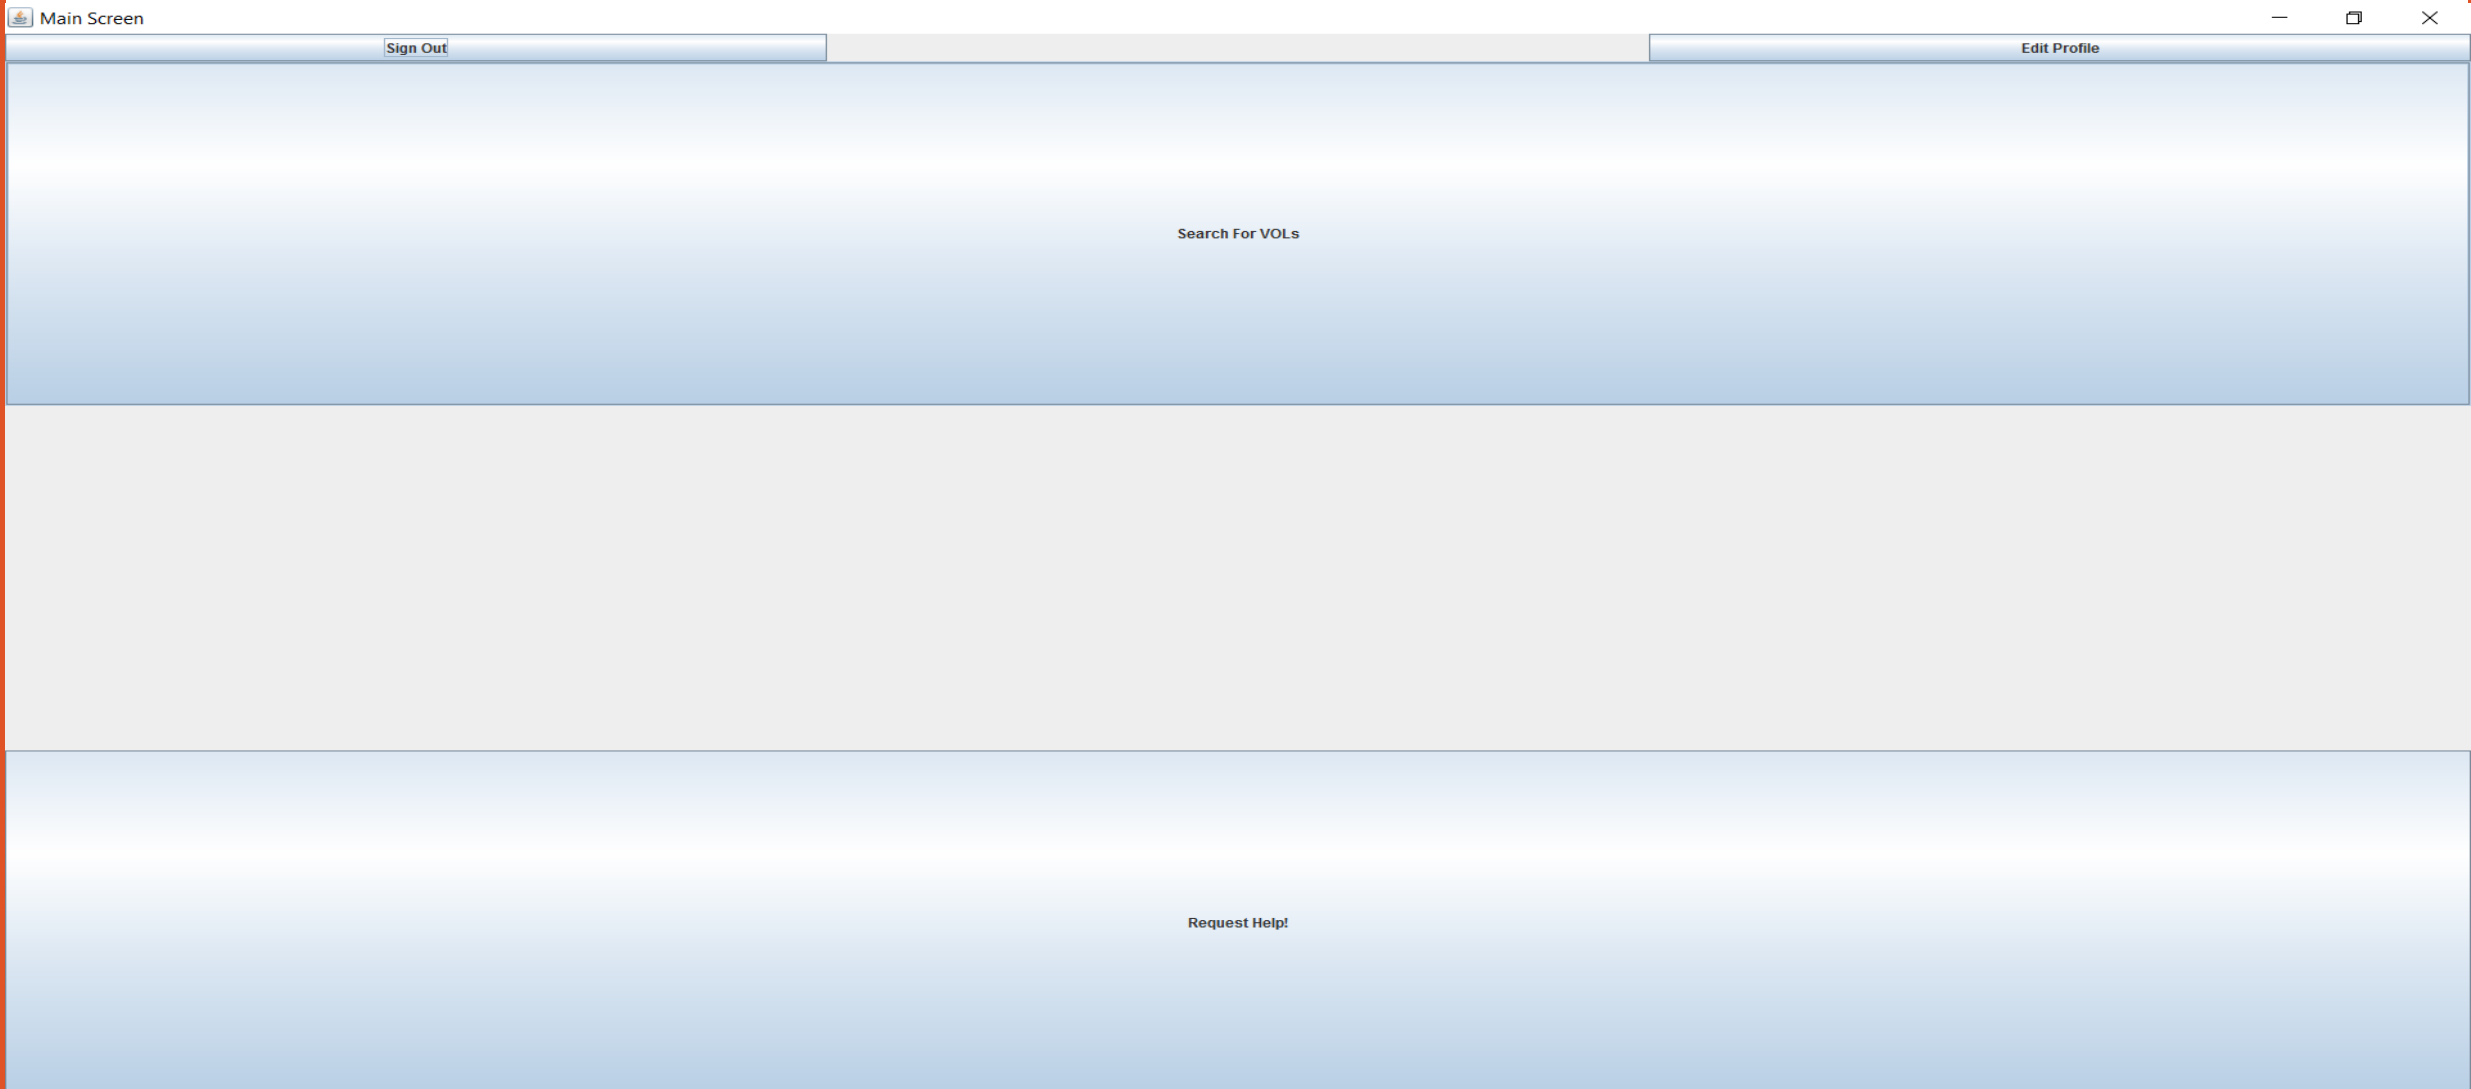 Main Screen
Sign Out
Edit Profile
Search For VOLs
Request Help!